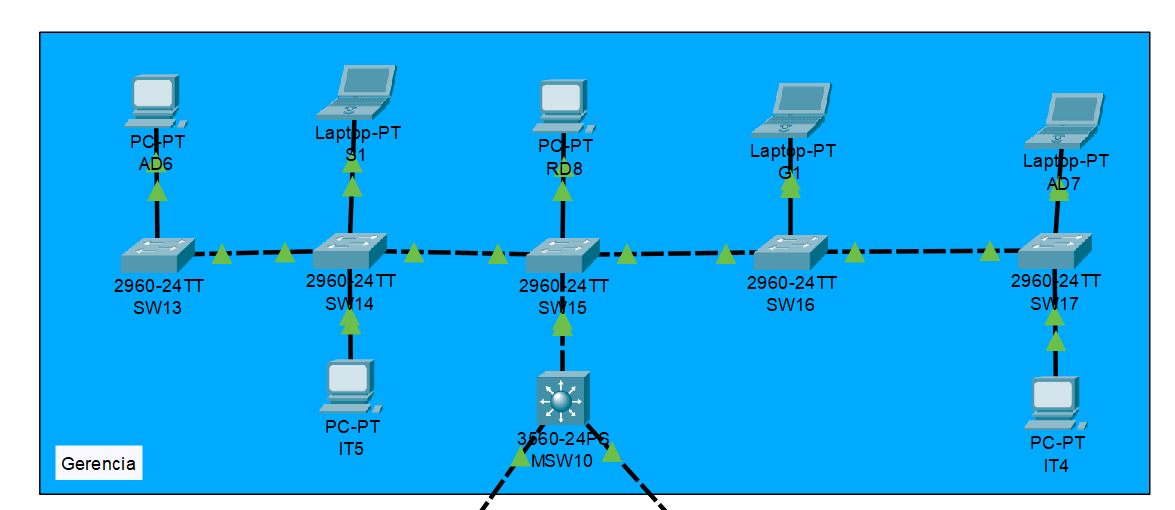 PC-PT
AD6
Laptop-PT
S1
PC-PT
RD8
Laptop-PT
G1
Laptop-PT
AD7
2960-24TT
SW13
2960-24TT
SW14
2960-24TT
SW15
2960-24TT
SW16
2960-24TT
SW17
PC-PT
IT5
3560-24PS
MSW10
PC-PT
IT4
Gerencia